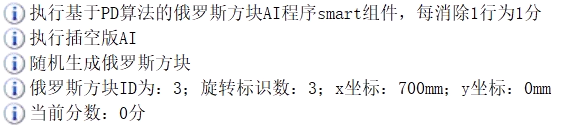 执行基于PD算法的俄罗斯方块AI程序smart组件，每消除1行为1分
执行插空版AI
随机生成俄罗斯方块
俄罗斯方块ID为：3；旋转标识数：3；x坐标：700mm；y坐标：0mm
当前分数：0分